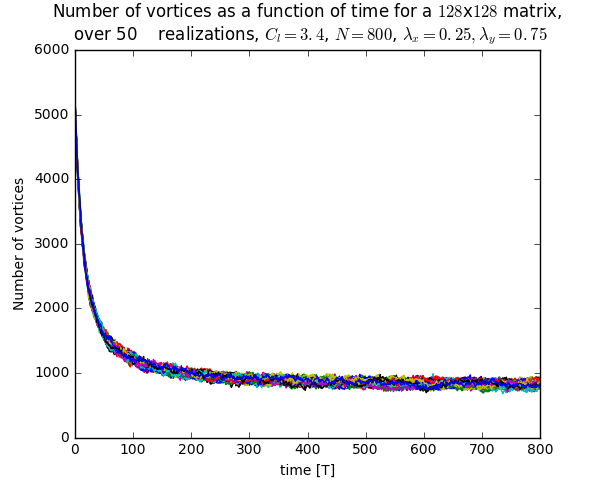 Number of vortices as a function of time for a 128x128 matrix,
over 50    realizations, C_l = 3.4, N = 800, λ_x = 0.25, λ_y = 0.75
6000
5000
4000
3000
2000
1000
0
Number of vortices
0 100 200 300 400 500 600 700 800
time [T]